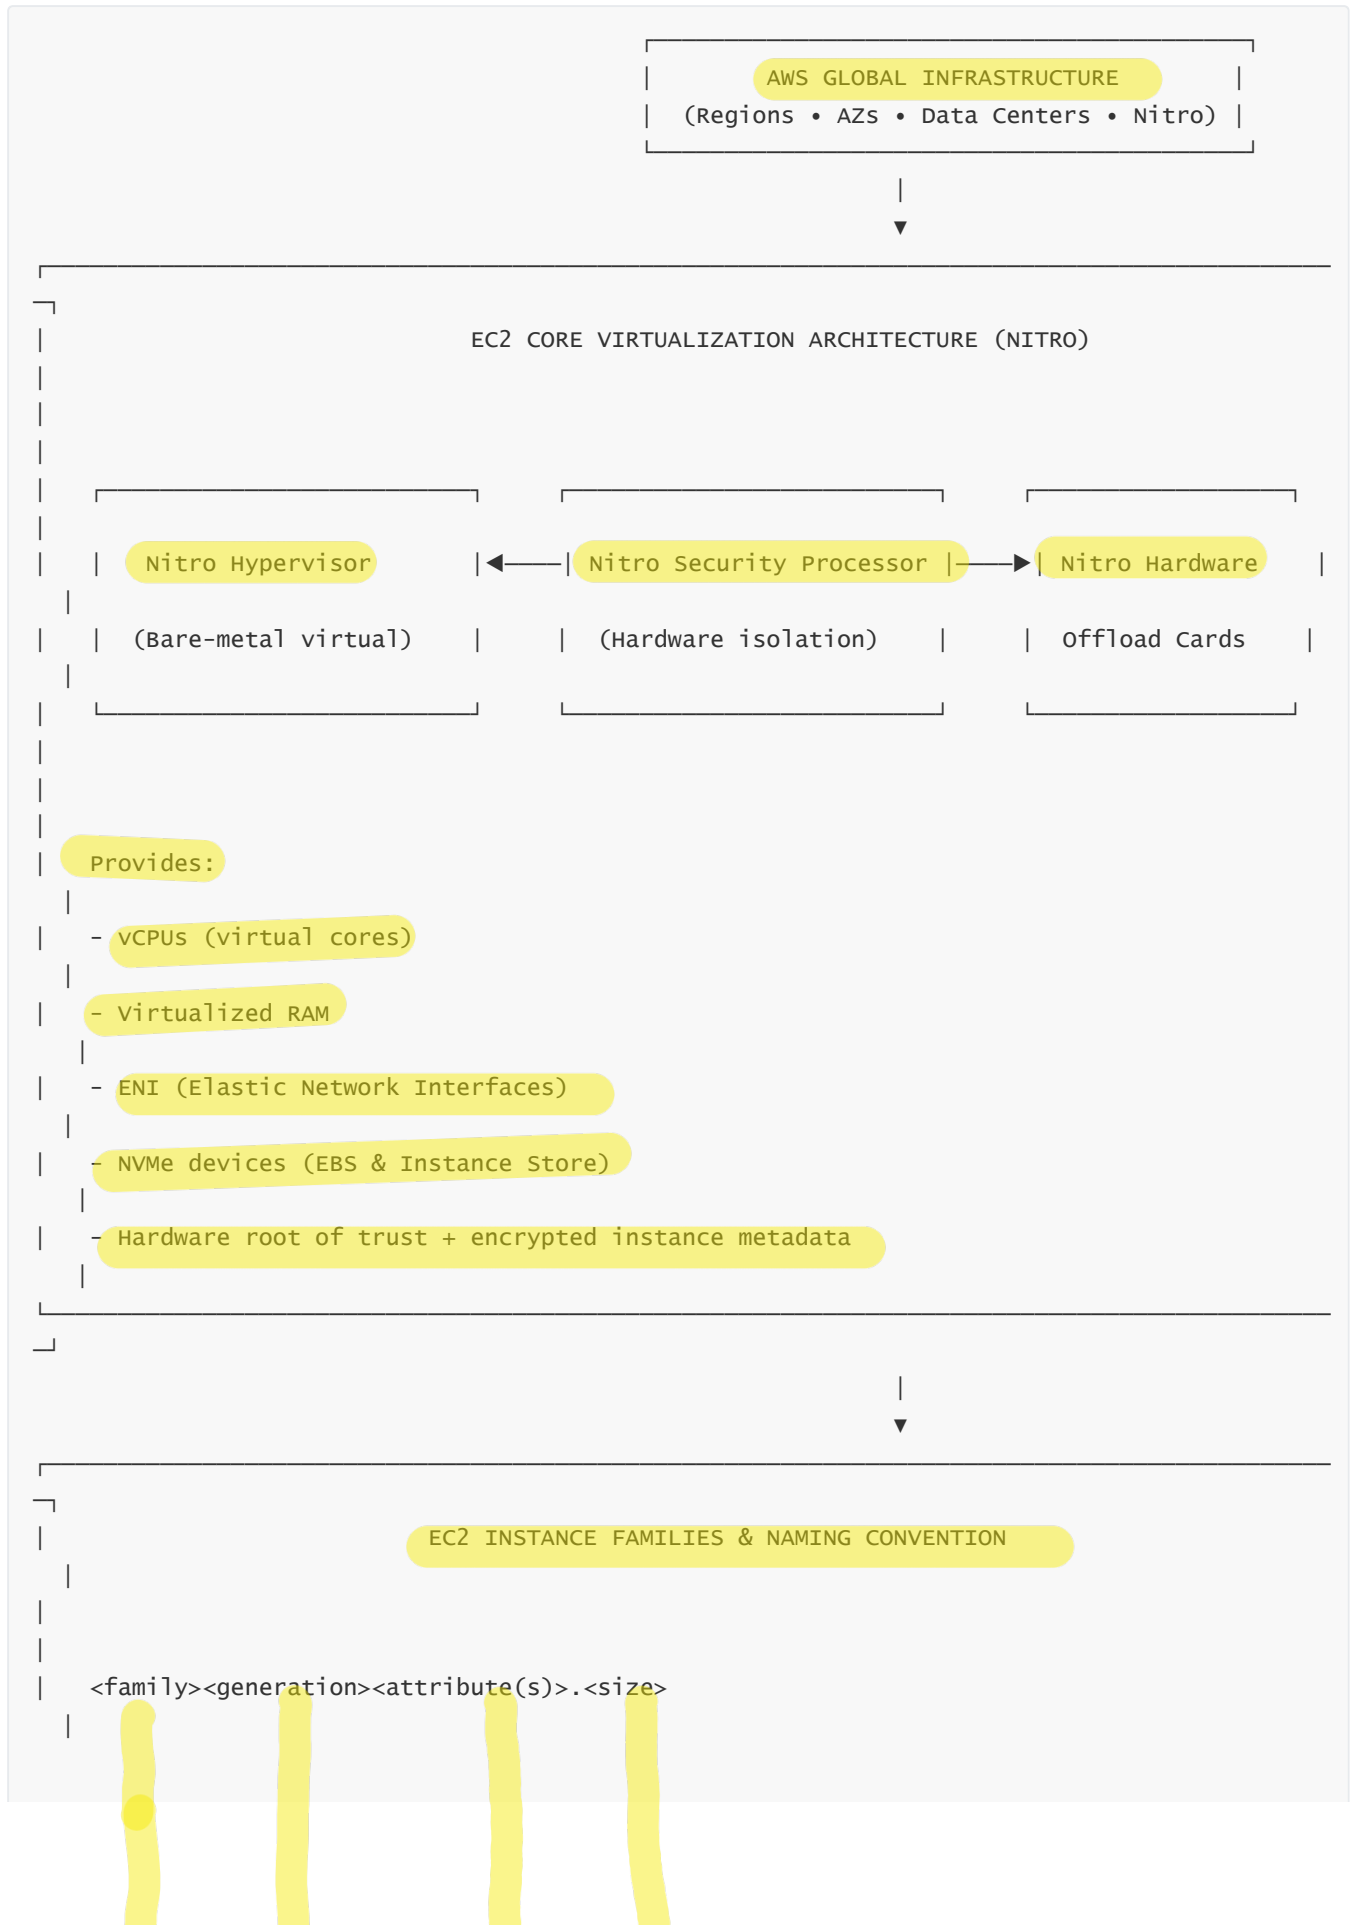 AWS GLOBAL INFRASTRUCTURE
(Regions • AZs • Data Centers • Nitro)
EC2 CORE VIRTUALIZATION ARCHITECTURE (NITRO)
Nitro Hypervisor Nitro Security Processor Nitro Hardware
(Bare-metal virtual) (Hardware isolation) Offload Cards
Provides:
- vCPUs (virtual cores)
- Virtualized RAM
- ENI (Elastic Network Interfaces)
- NVMe devices (EBS & Instance Store)
- Hardware root of trust + encrypted instance metadata
EC2 INSTANCE FAMILIES & NAMING CONVENTION
<family><generation><attribute(s)>.<size>